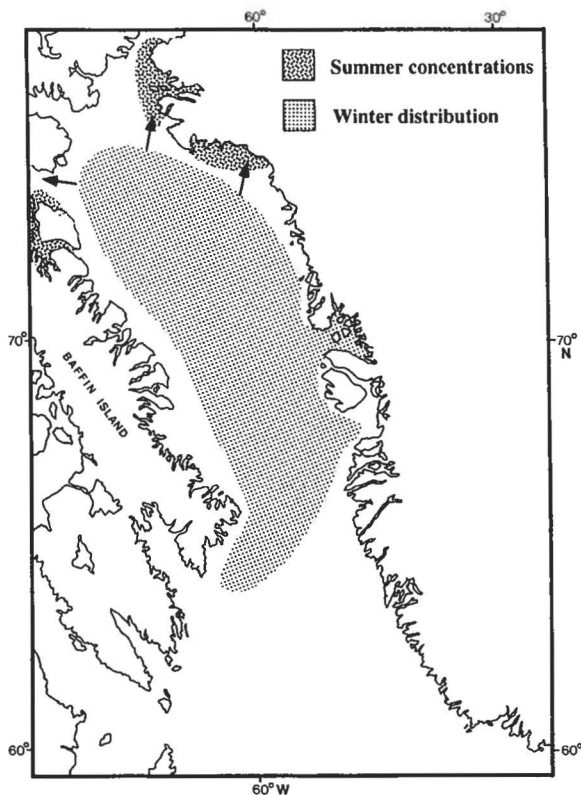 60° 30°
Summer concentrations
Winter distribution
70° 70°
N
BAFFIN ISLAND
60° 60°
60° W